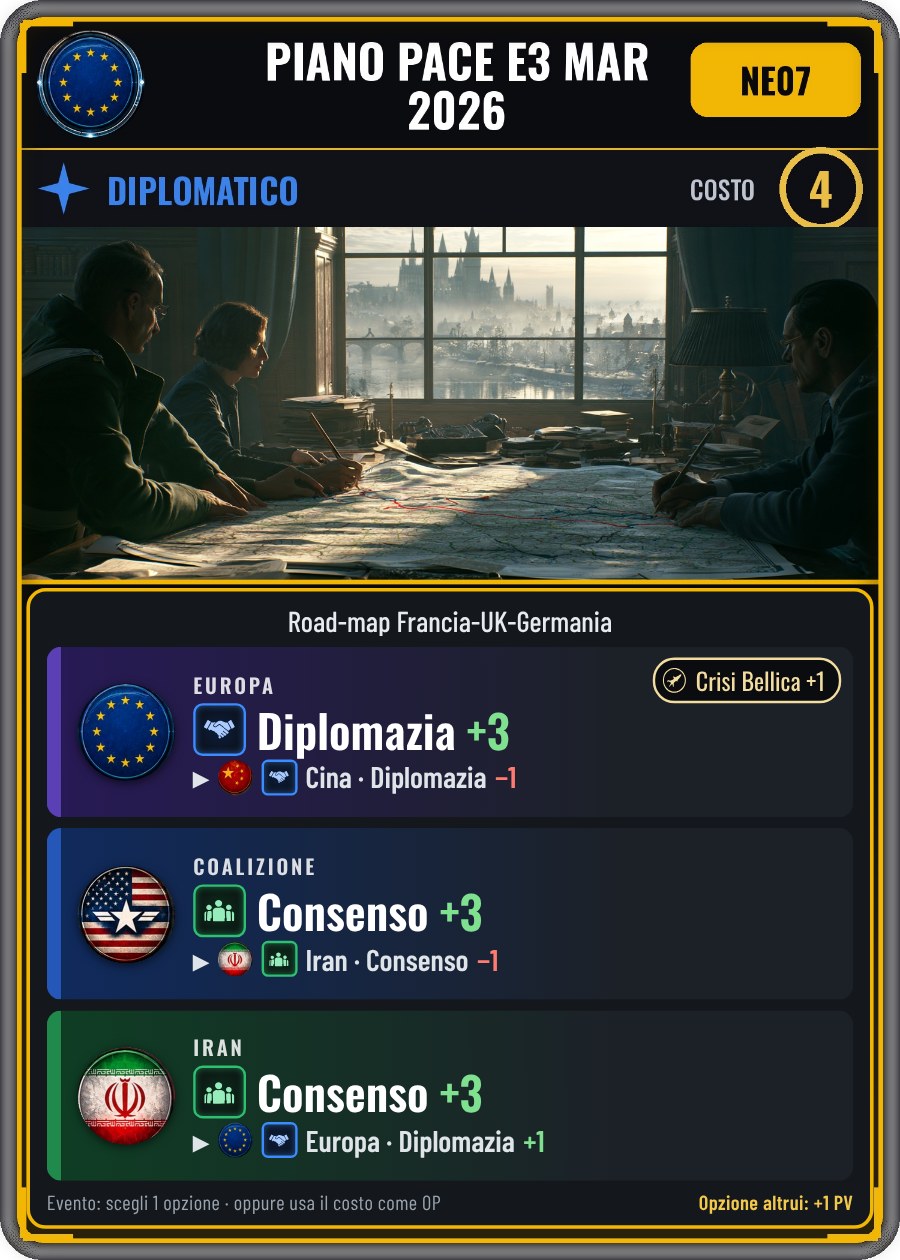 PIANO PACE E3 MAR
2026
NE07
DIPLOMATICO
COSTO
4
Road-map Francia-UK-Germania
EUROPA
Crisi Bellica +1
Diplomazia +3
▶ Cina · Diplomazia −1
COALIZIONE
Consenso +3
▶ Iran · Consenso −1
IRAN
Consenso +3
▶ Europa · Diplomazia +1
Evento: scegli 1 opzione · oppure usa il costo come OP
Opzione altrui: +1 PV